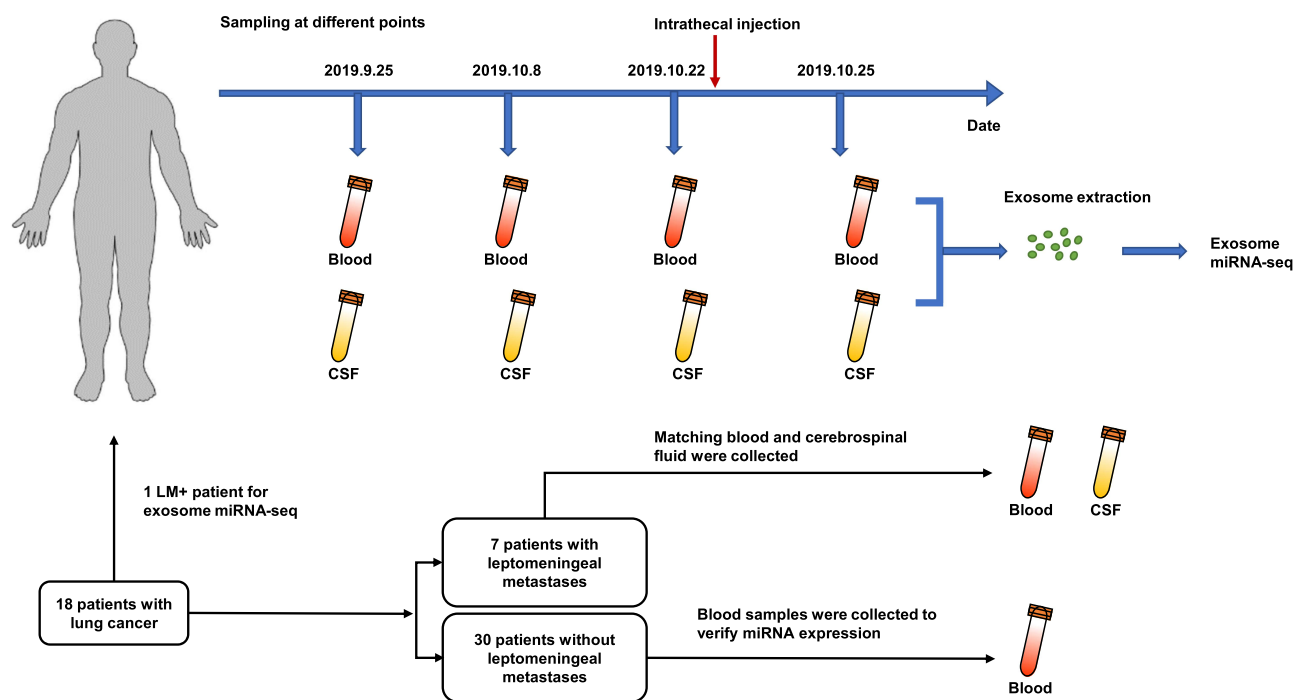 Sampling at different points
Intrathecal injection
2019.9.25
2019.10.8
2019.10.22
2019.10.25
Date
Blood
Blood
Blood
Blood
CSF
CSF
CSF
CSF
Exosome extraction
Exosome
miRNA-seq
1 LM+ patient for
exosome miRNA-seq
18 patients with
lung cancer
Matching blood and cerebrospinal
fluid were collected
7 patients with
leptomeningeal
metastases
Blood
CSF
30 patients without
leptomeningeal
metastases
Blood samples were collected to
verify miRNA expression
Blood